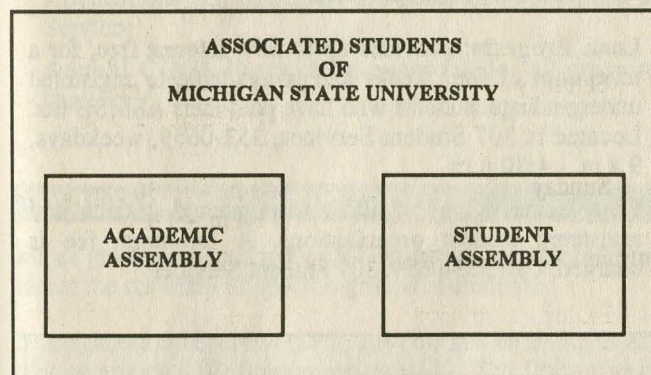 ASSOCIATED STUDENTS
OF
MICHIGAN STATE UNIVERSITY
ACADEMIC
ASSEMBLY
STUDENT
ASSEMBLY